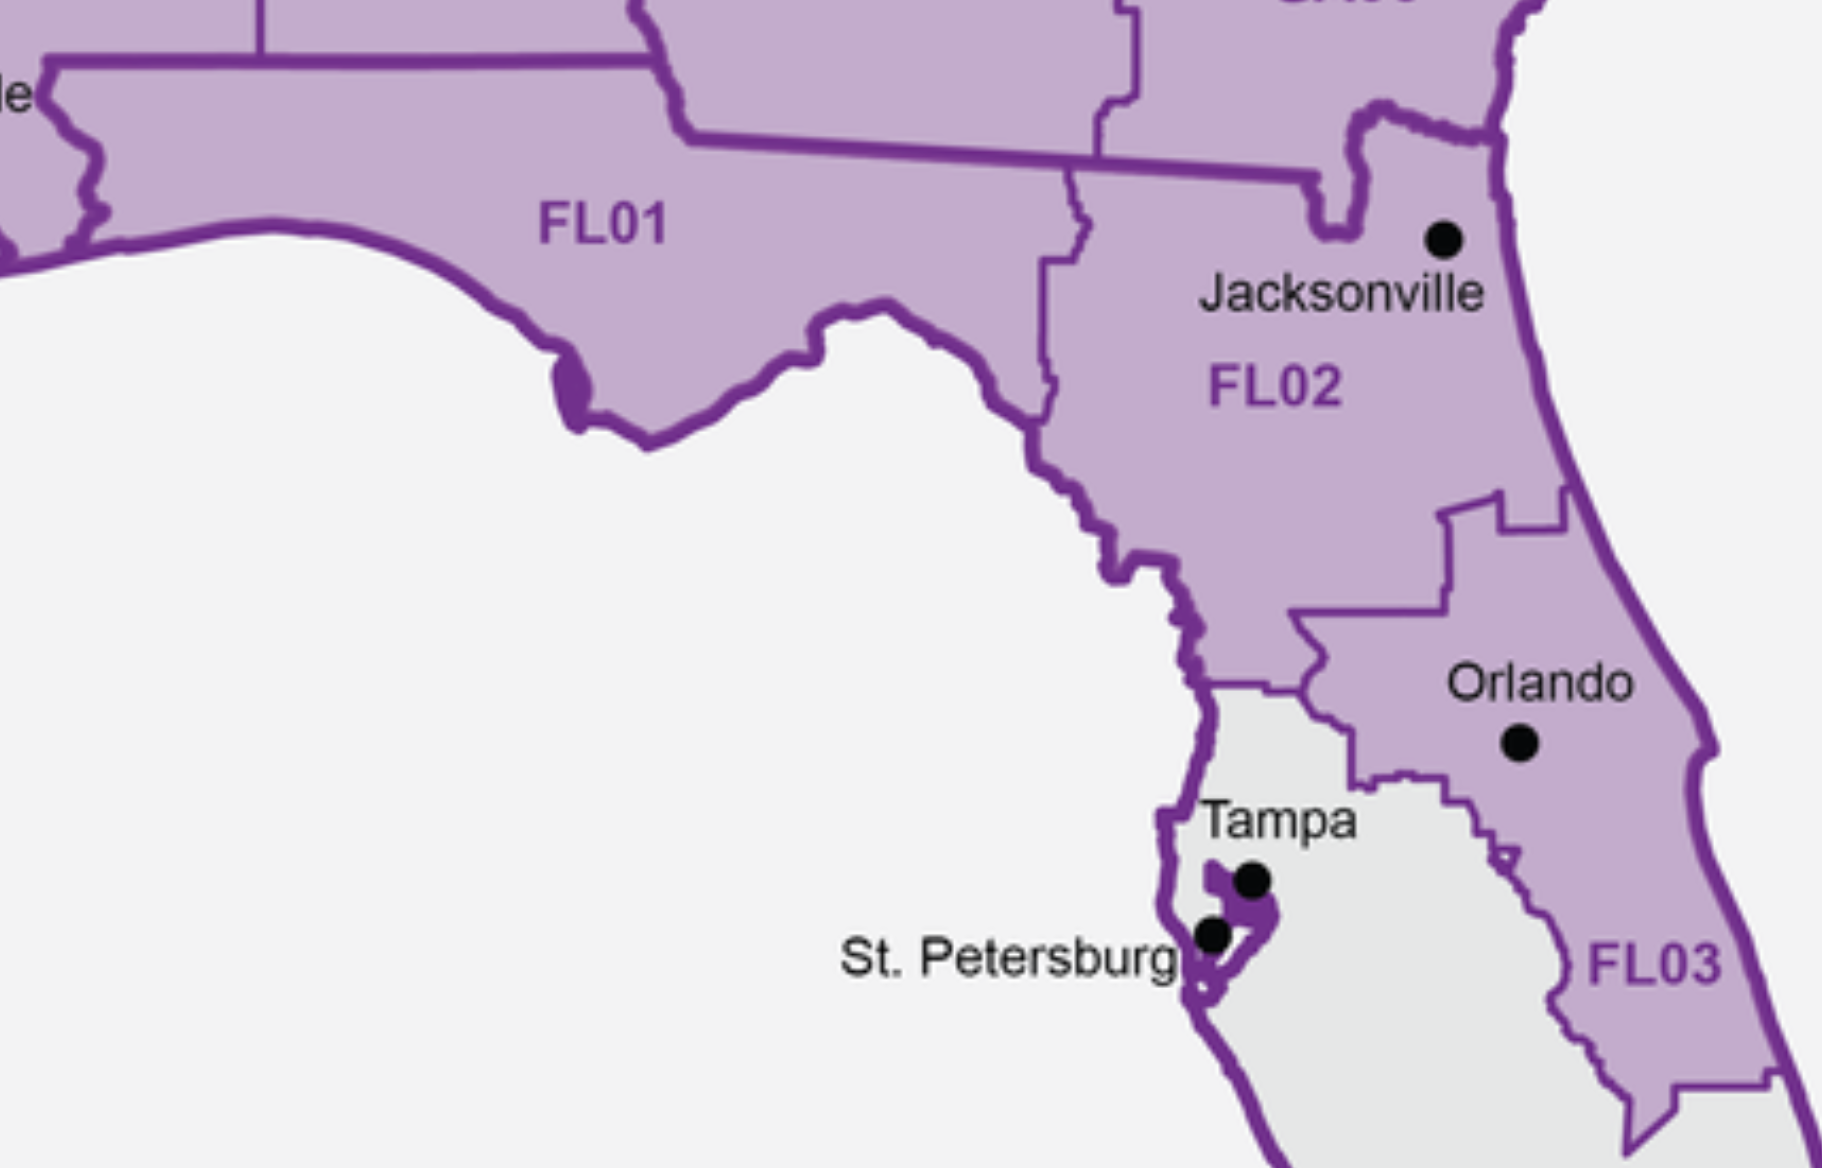 FL01
Jacksonville
FL02
Orlando
Tampa
St. Petersburg
FL03